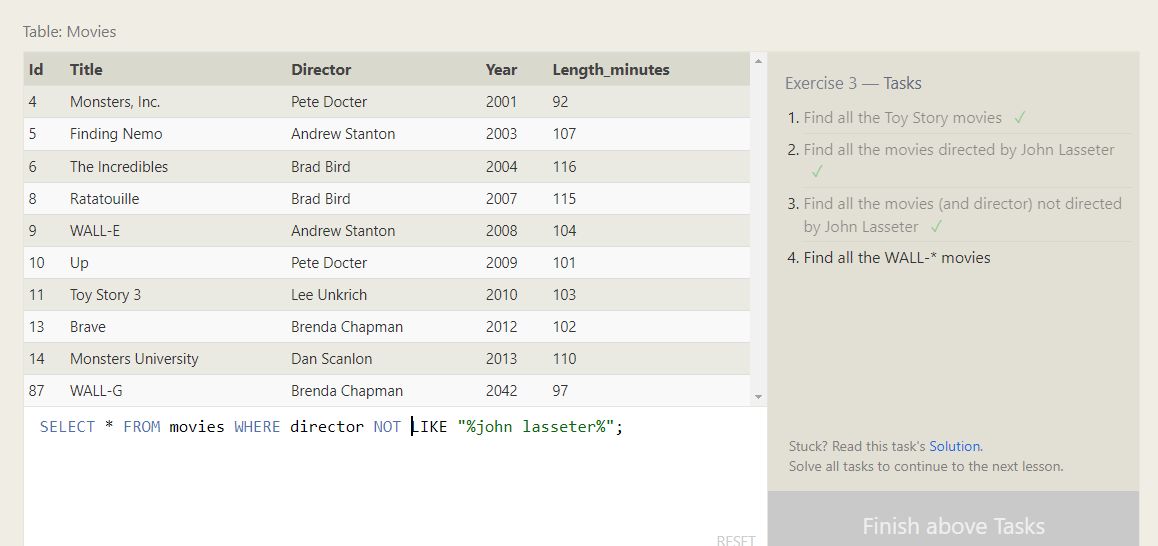 Table: Movies
Id Title Director Year Length_minutes
4 Monsters, Inc. Pete Docter 2001 92
5 Finding Nemo Andrew Stanton 2003 107
6 The Incredibles Brad Bird 2004 116
8 Ratatouille Brad Bird 2007 115
9 WALL-E Andrew Stanton 2008 104
10 Up Pete Docter 2009 101
11 Toy Story 3 Lee Unkrich 2010 103
13 Brave Brenda Chapman 2012 102
14 Monsters University Dan Scanlon 2013 110
87 WALL-G Brenda Chapman 2042 97
SELECT * FROM movies WHERE director NOT LIKE "%john lasseter%";
RESET
Exercise 3 — Tasks
1. Find all the Toy Story movies ✓
2. Find all the movies directed by John Lasseter
✓
3. Find all the movies (and director) not directed
by John Lasseter ✓
4. Find all the WALL-* movies
Stuck? Read this task's Solution.
Solve all tasks to continue to the next lesson.
Finish above Tasks